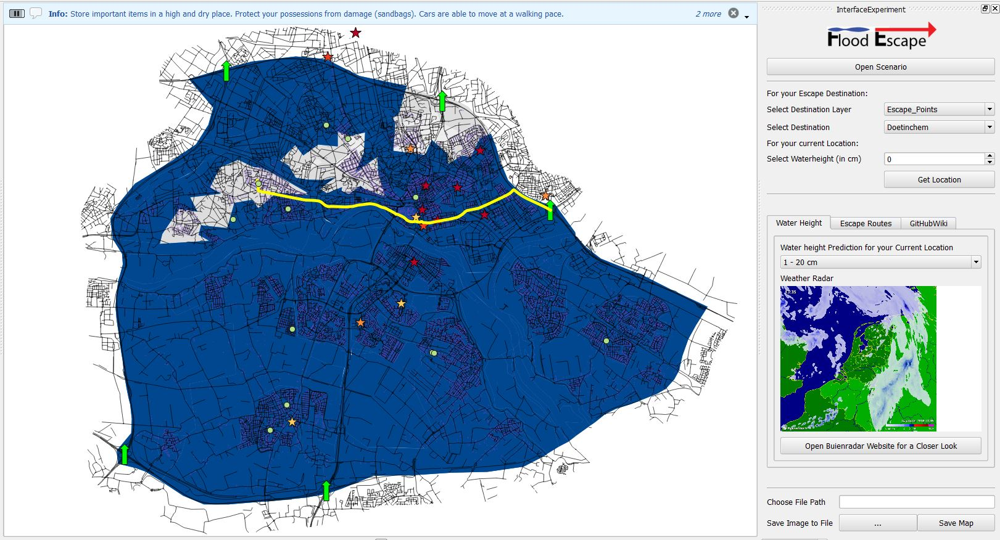 Info: Store important items in a high and dry place. Protect your possessions from damage (sandbags). Cars are able to move at a walking pace.
2 more
InterfaceExperiment
Flood Escape
Open Scenario
For your Escape Destination:
Select Destination Layer
Escape_Points
Select Destination
Doetinchem
For your current Location:
Select Waterheight (in cm)
0
Get Location
Water Height
Escape Routes
GitHubWiki
Water height Prediction for your Current Location
1 - 20 cm
Weather Radar
Open Buienradar Website for a Closer Look
Choose File Path
Save Image to File
...
Save Map